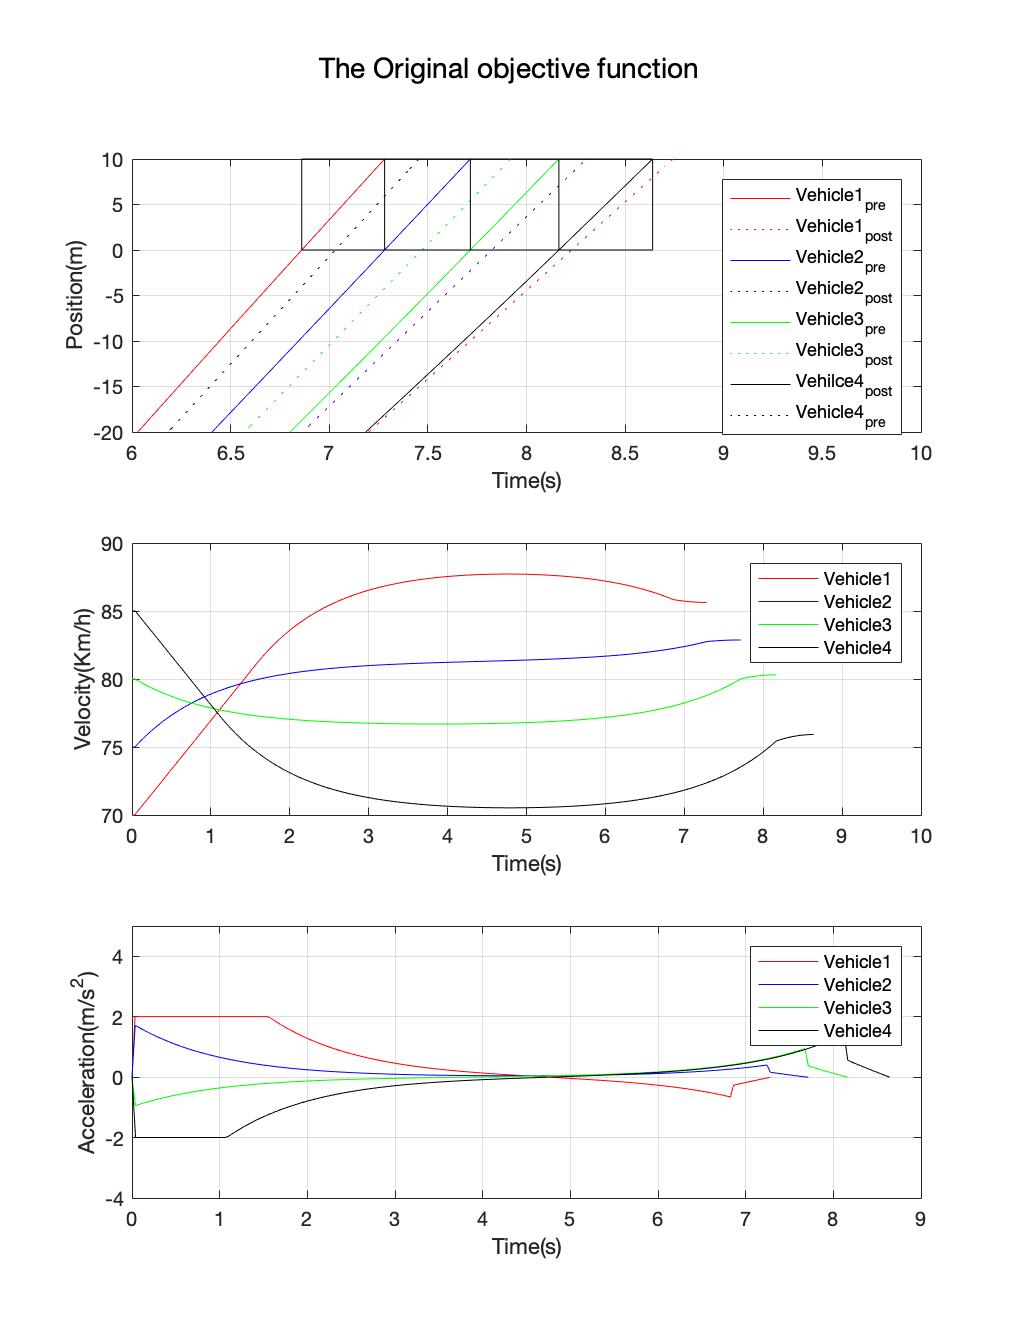 The Original objective function
10
5
0
-5
-10
-15
-20
Position(m)
6 6.5 7 7.5 8 8.5 9 9.5 10
Time(s)
Vehicle1pre
Vehicle1post
Vehicle2pre
Vehicle2post
Vehicle3pre
Vehicle3post
Vehilce4post
Vehicle4pre
90
85
80
75
70
Velocity(Km/h)
0 1 2 3 4 5 6 7 8 9 10
Time(s)
Vehicle1
Vehicle2
Vehicle3
Vehicle4
4
2
0
-2
-4
Acceleration(m/s2)
0 1 2 3 4 5 6 7 8 9
Time(s)
Vehicle1
Vehicle2
Vehicle3
Vehicle4